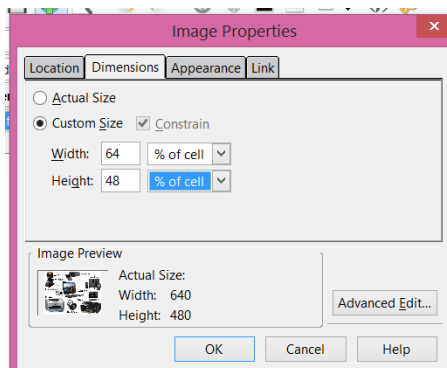 Image Properties
x
Location Dimensions Appearance Link
Actual Size
Custom Size Constrain
Width: 64 % of cell
Height: 48 % of cell
Image Preview
Actual Size:
Width: 640
Height: 480
Advanced Edit...
OK Cancel Help